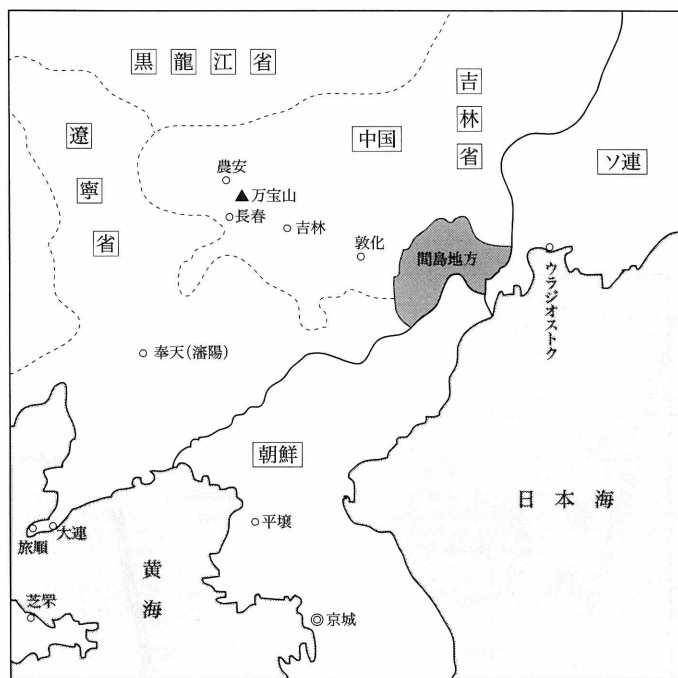 黒龍江省
吉林省
遼寧省
中国
ソ連
農安
万宝山
長春
吉林
敦化
間島地方
ウラジオストク
奉天(瀋陽)
朝鮮
日本海
平壌
大連
旅順
黄海
芝罘
京城